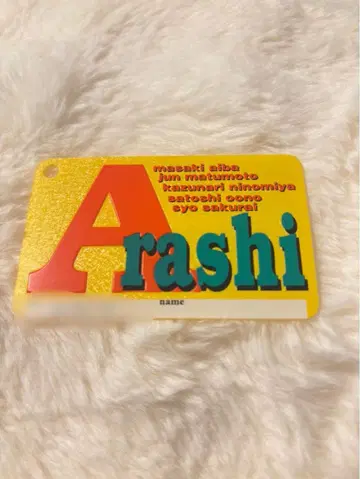 masaki aiba
jun matumoto
kazunari ninomiya
satoshi oono
syo sakurai
Arashi
name